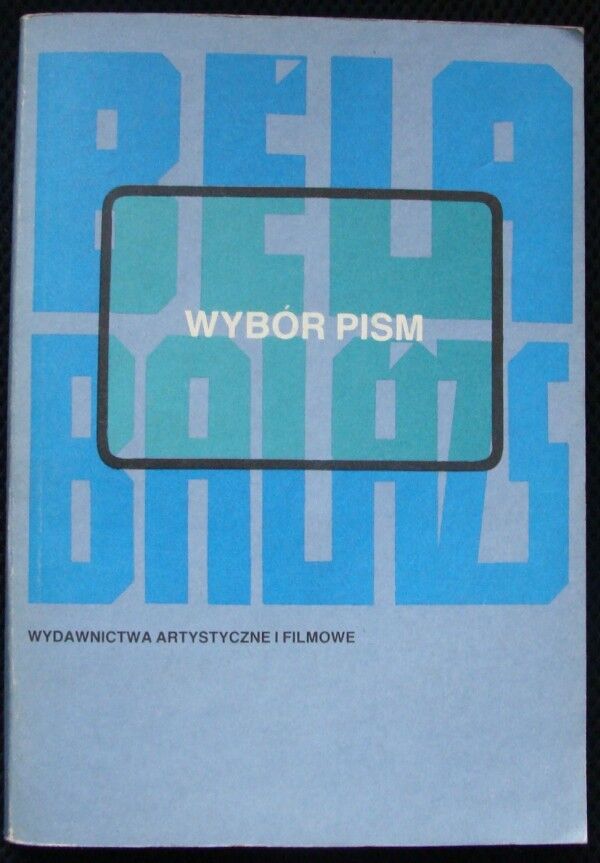 BÉLA
BALÁZS
WYBÓR PISM
WYDAWNICTWA ARTYSTYCZNE I FILMOWE